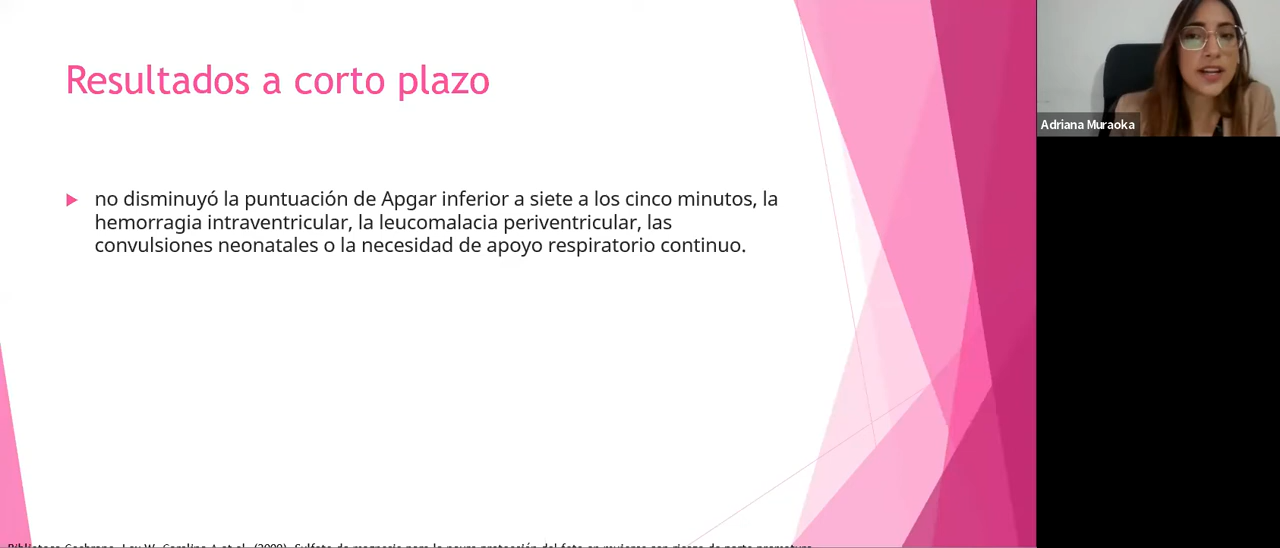 Resultados a corto plazo
no disminuyó la puntuación de Apgar inferior a siete a los cinco minutos, la
hemorragia intraventricular, la leucomalacia periventricular, las
convulsiones neonatales o la necesidad de apoyo respiratorio continuo.
Adriana Muraoka